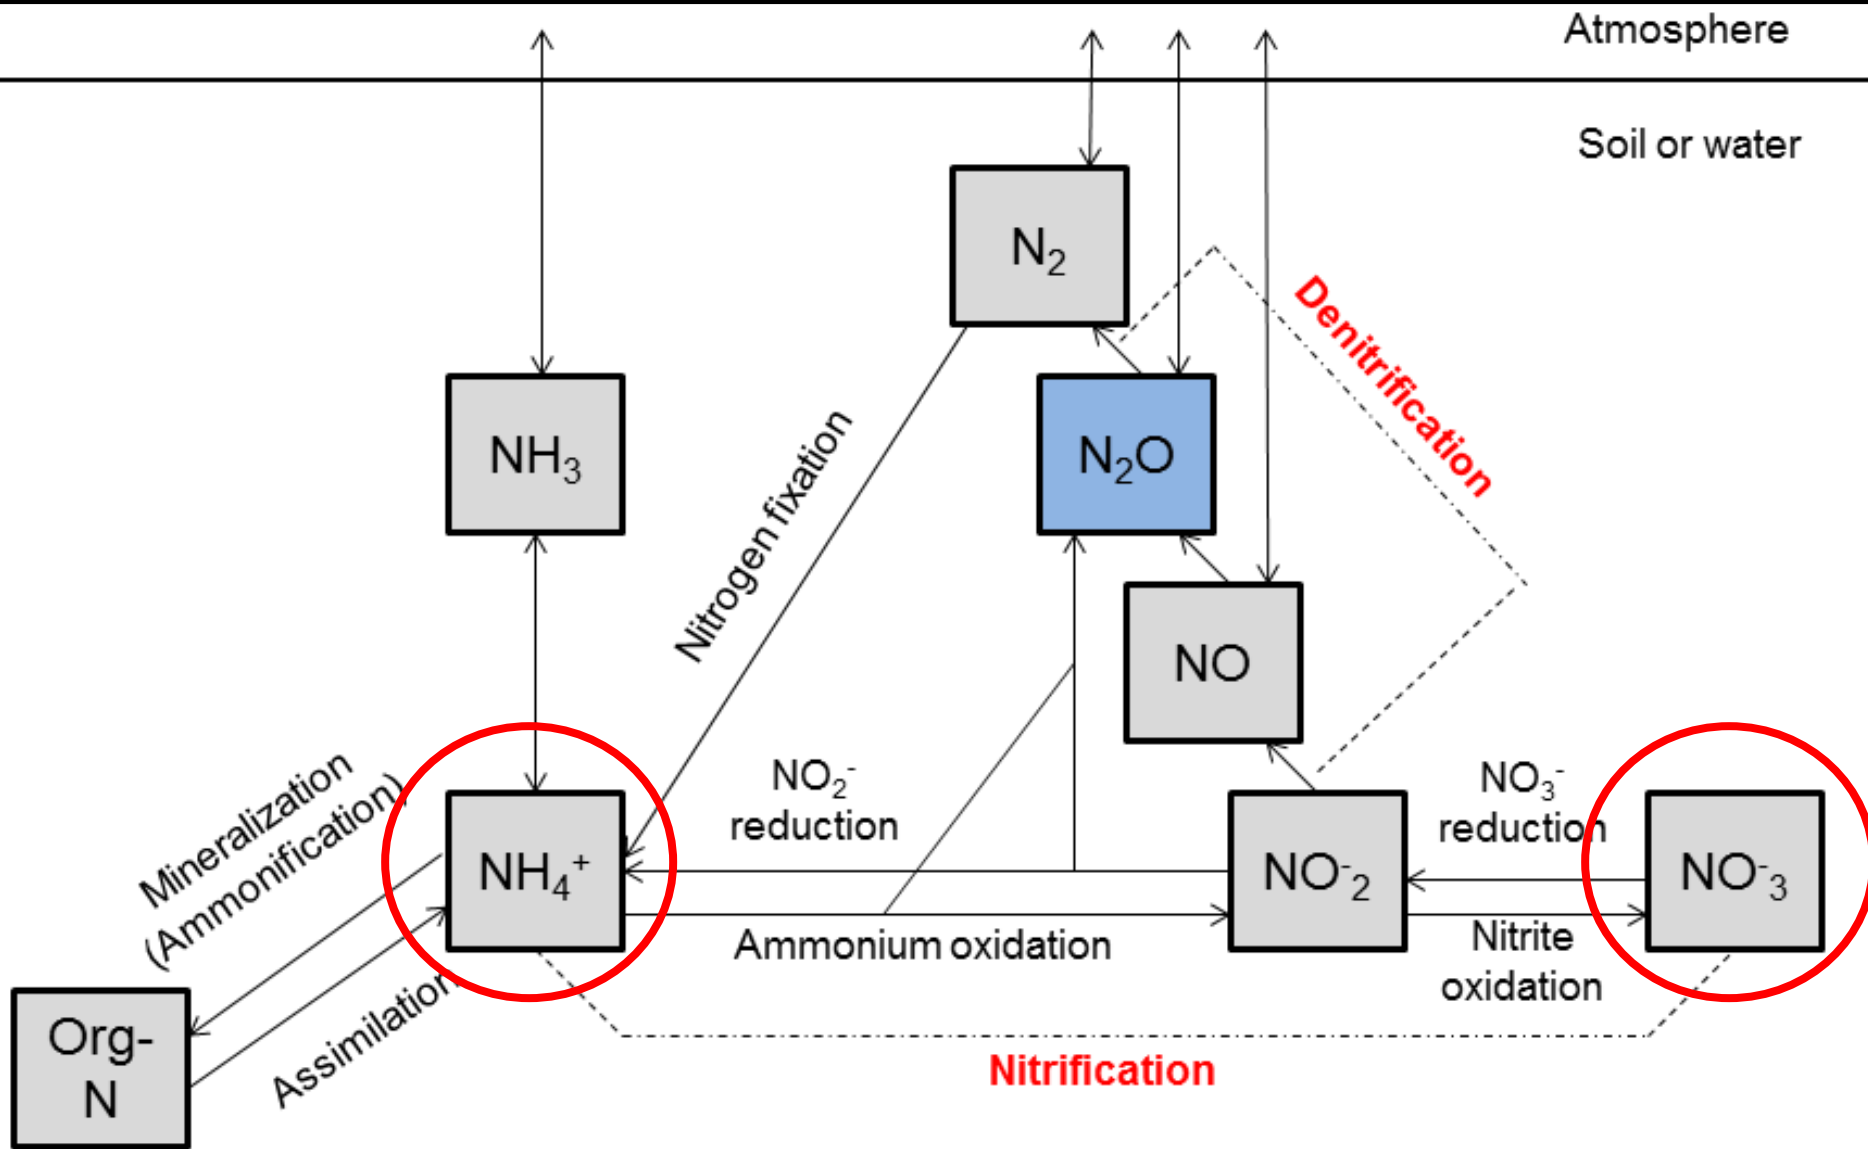 Atmosphere
Soil or water
N₂
Denitrification
NH₃
N₂O
Nitrogen fixation
NO
Mineralization
(Ammonification)
NO₂⁻
reduction
NO₃⁻
reduction
NH₄⁺
NO⁻₂
NO⁻₃
Ammonium oxidation
Nitrite
oxidation
Assimilation
Org-
N
Nitrification